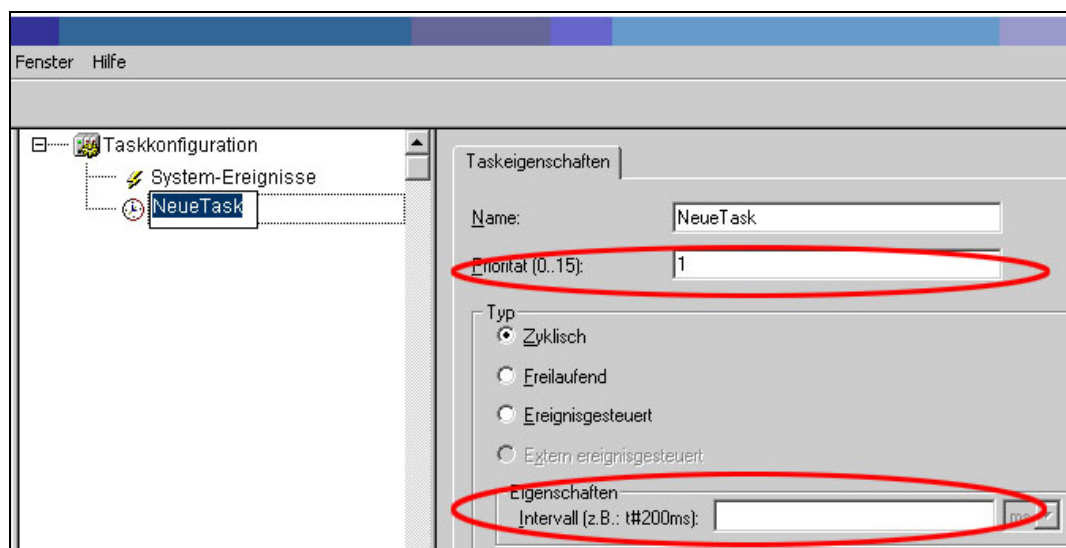 Fenster Hilfe
Taskkonfiguration
System-Ereignisse
NeueTask
Taskeigenschaften
Name: NeueTask
Priorität (0..15): 1
Typ
Zyklisch
Freilaufend
Ereignisgesteuert
Extern ereignisgesteuert
Eigenschaften
Intervall (z.B.: t#200ms): ms